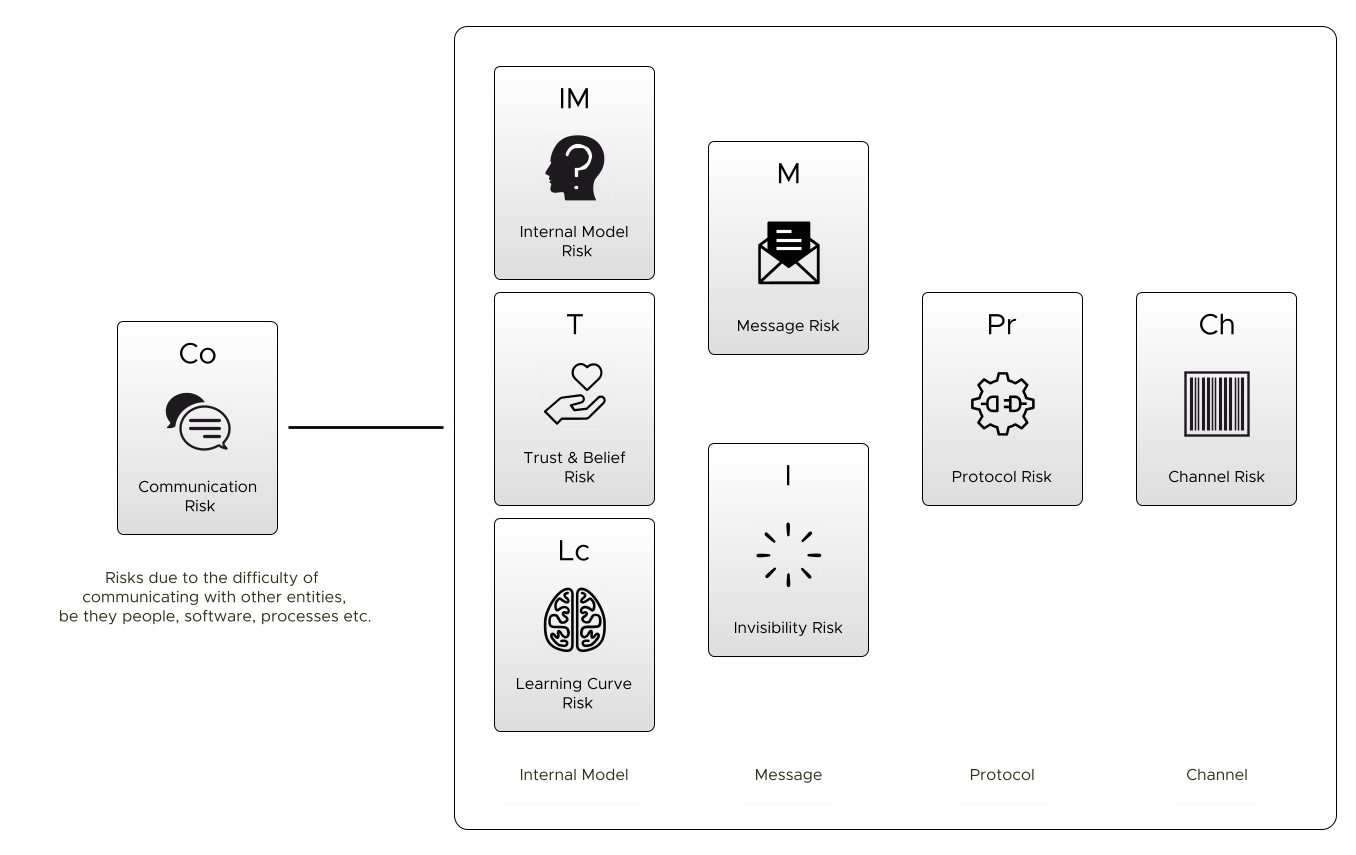 Co
Communication
Risk
Risks due to the difficulty of
communicating with other entities,
be they people, software, processes etc.
IM
Internal Model
Risk
T
Trust & Belief
Risk
Lc
Learning Curve
Risk
Internal Model
M
Message Risk
I
Invisibility Risk
Message
Pr
Protocol Risk
Protocol
Ch
Channel Risk
Channel